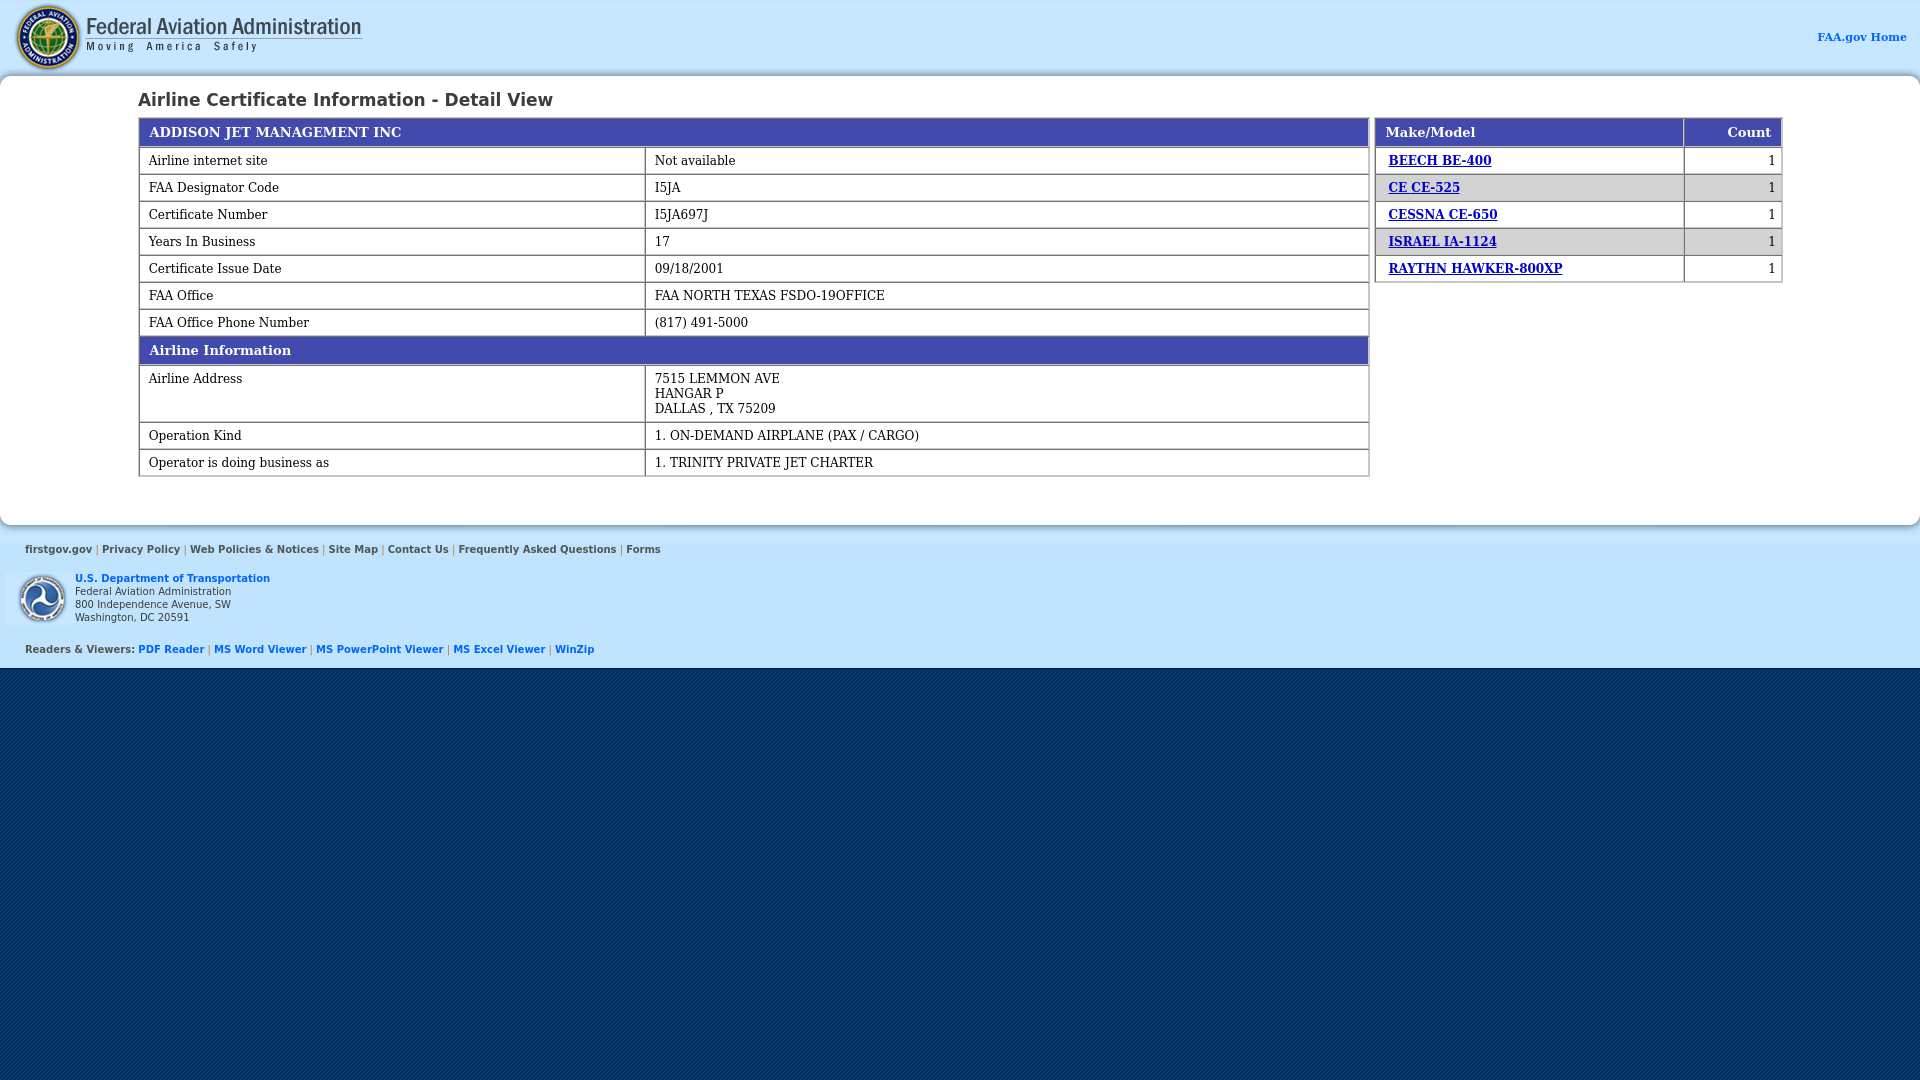 Federal Aviation Administration
Moving America Safely
FAA.gov Home
Airline Certificate Information - Detail View
ADDISON JET MANAGEMENT INC
Airline internet site Not available
FAA Designator Code I5JA
Certificate Number I5JA697J
Years In Business 17
Certificate Issue Date 09/18/2001
FAA Office FAA NORTH TEXAS FSDO-19OFFICE
FAA Office Phone Number (817) 491-5000
Airline Information
Airline Address 7515 LEMMON AVE
HANGAR P
DALLAS , TX 75209
Operation Kind 1. ON-DEMAND AIRPLANE (PAX / CARGO)
Operator is doing business as 1. TRINITY PRIVATE JET CHARTER
Make/Model Count
BEECH BE-400 1
CE CE-525 1
CESSNA CE-650 1
ISRAEL IA-1124 1
RAYTHN HAWKER-800XP 1
firstgov.gov | Privacy Policy | Web Policies & Notices | Site Map | Contact Us | Frequently Asked Questions | Forms
U.S. Department of Transportation
Federal Aviation Administration
800 Independence Avenue, SW
Washington, DC 20591
Readers & Viewers: PDF Reader | MS Word Viewer | MS PowerPoint Viewer | MS Excel Viewer | WinZip